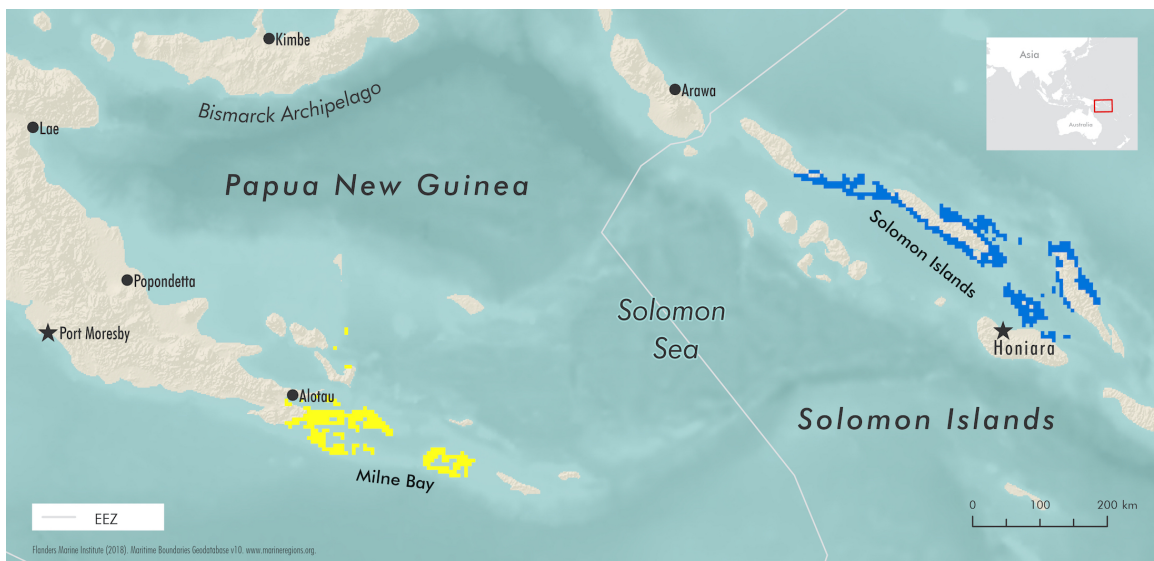 Kimbe
Bismarck Archipelago
Arawa
Asia
Australia
Lae
Papua New Guinea
Solomon Islands
Popondetta
Port Moresby
Solomon
Sea
Honiara
Alotau
Solomon Islands
Milne Bay
0 100 200 km
EEZ
Flanders Marine Institute (2018). Maritime Boundaries Geodatabase v10. www.marineregions.org.